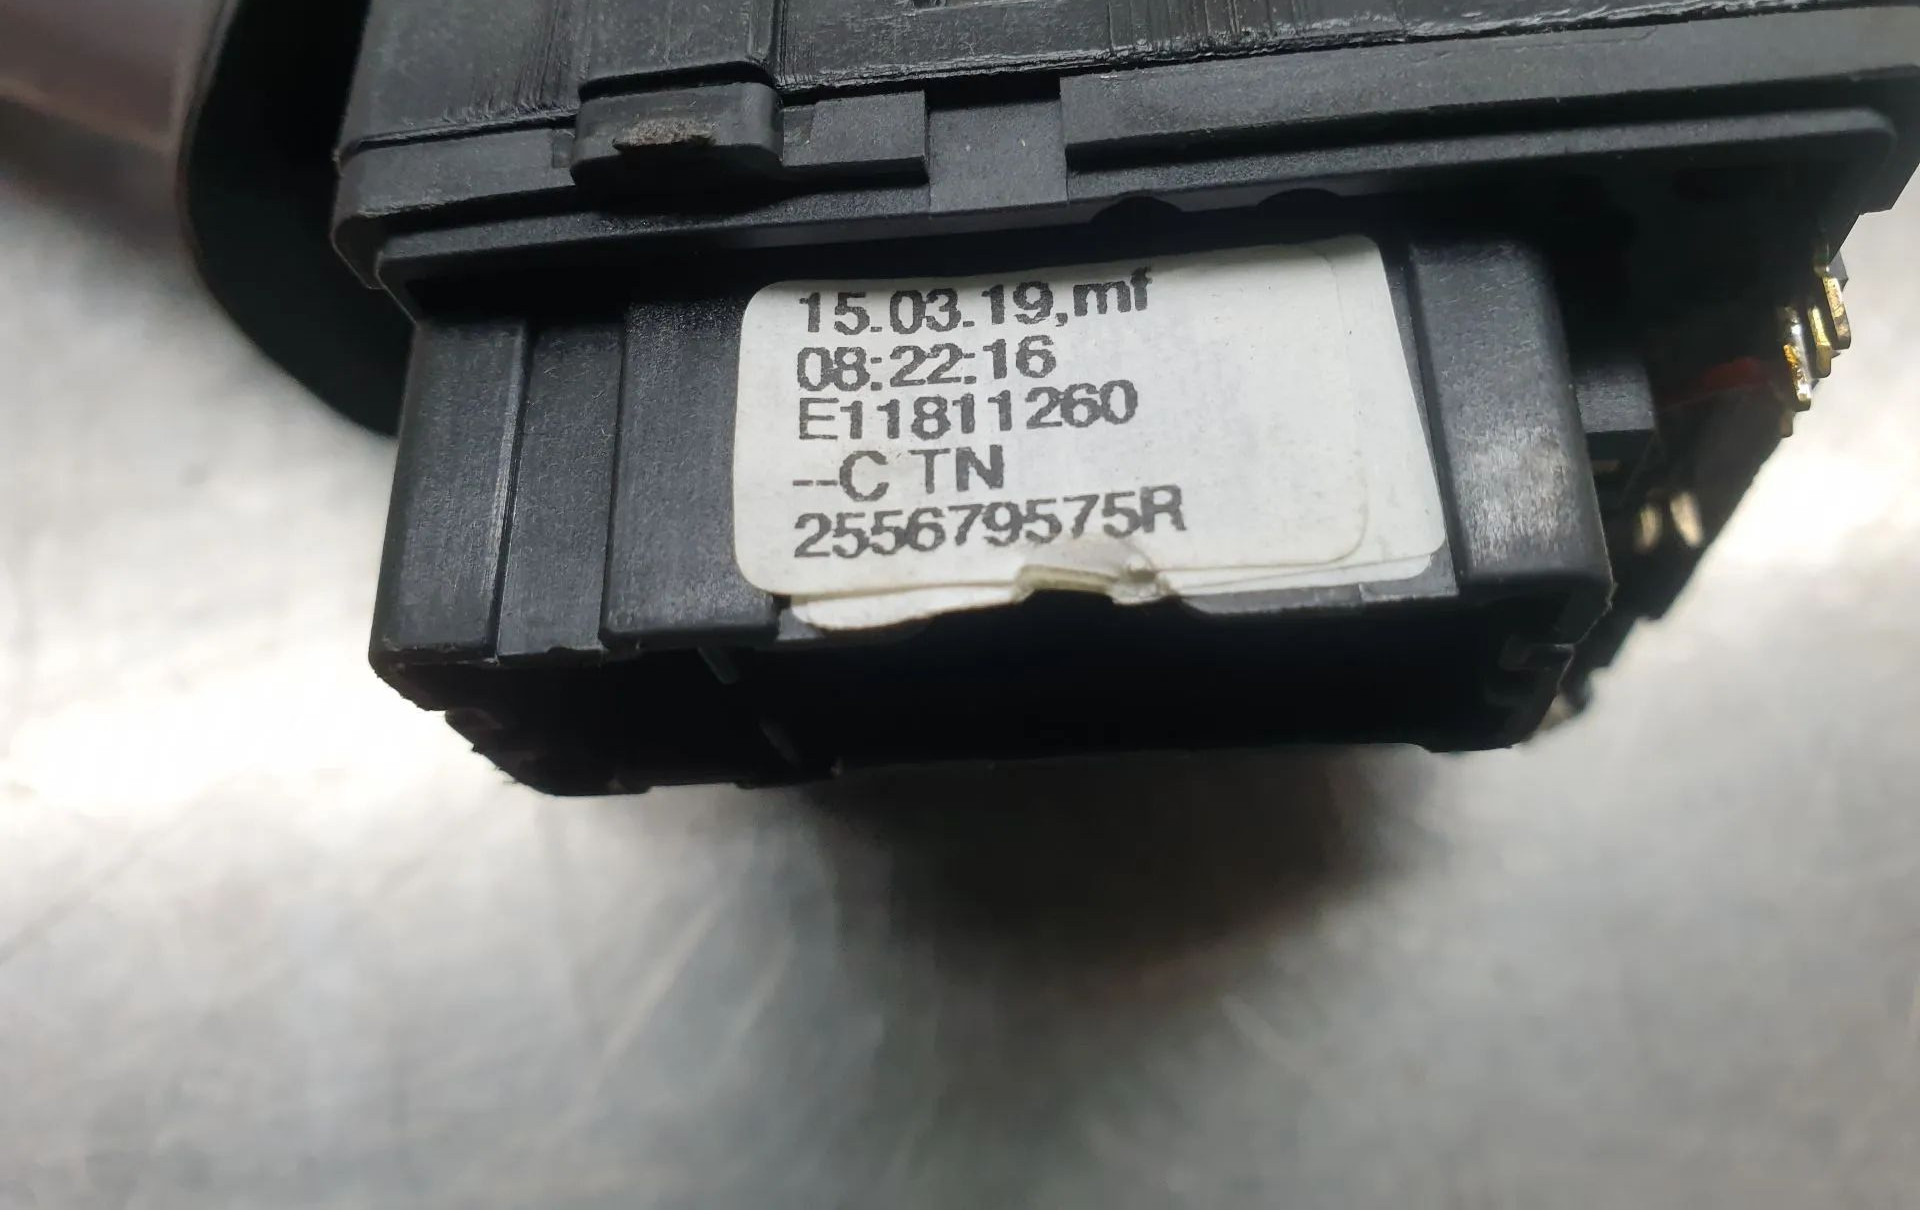 15.03.19,mf
08:22:16
E11811260
--C TN
255679575R